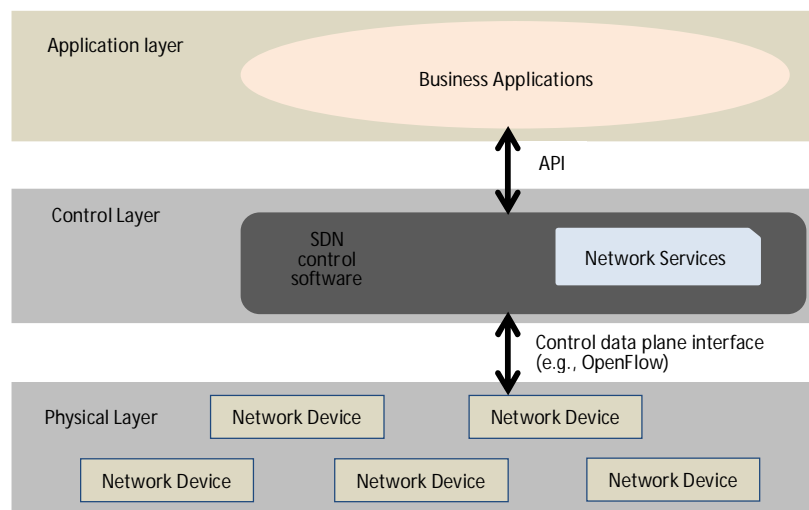 Application layer
Business Applications
API
Control Layer
SDN
control
software
Network Services
Control data plane interface
(e.g., OpenFlow)
Physical Layer
Network Device
Network Device
Network Device
Network Device
Network Device